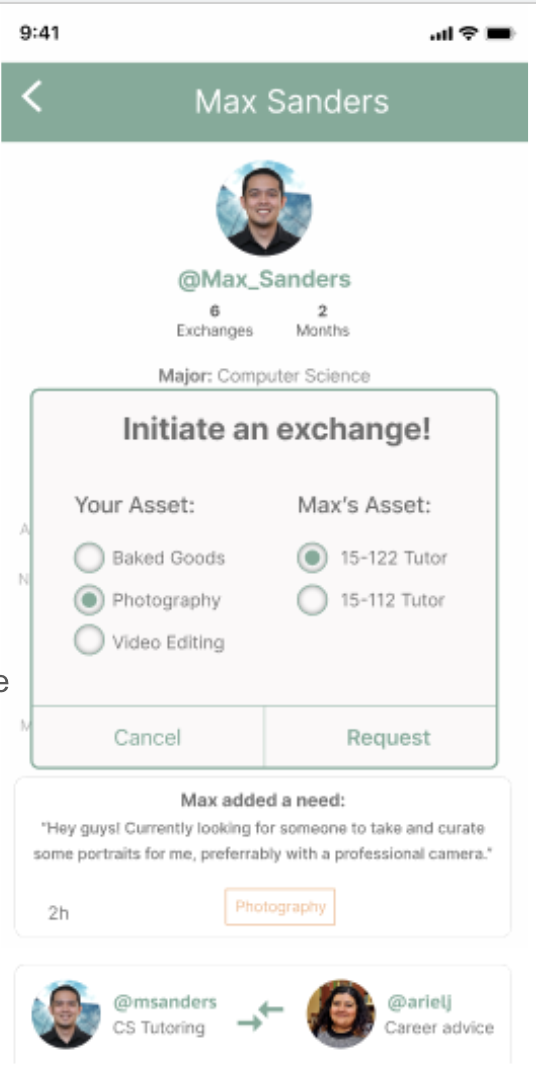 9:41
Max Sanders
@Max_Sanders
6 2
Exchanges Months
Major: Computer Science
Initiate an exchange!
Your Asset: Max's Asset:
Baked Goods 15-122 Tutor
Photography 15-112 Tutor
Video Editing
Cancel Request
Max added a need:
"Hey guys! Currently looking for someone to take and curate
some portraits for me, preferrably with a professional camera."
2h Photography
@msanders @arielj
CS Tutoring Career advice